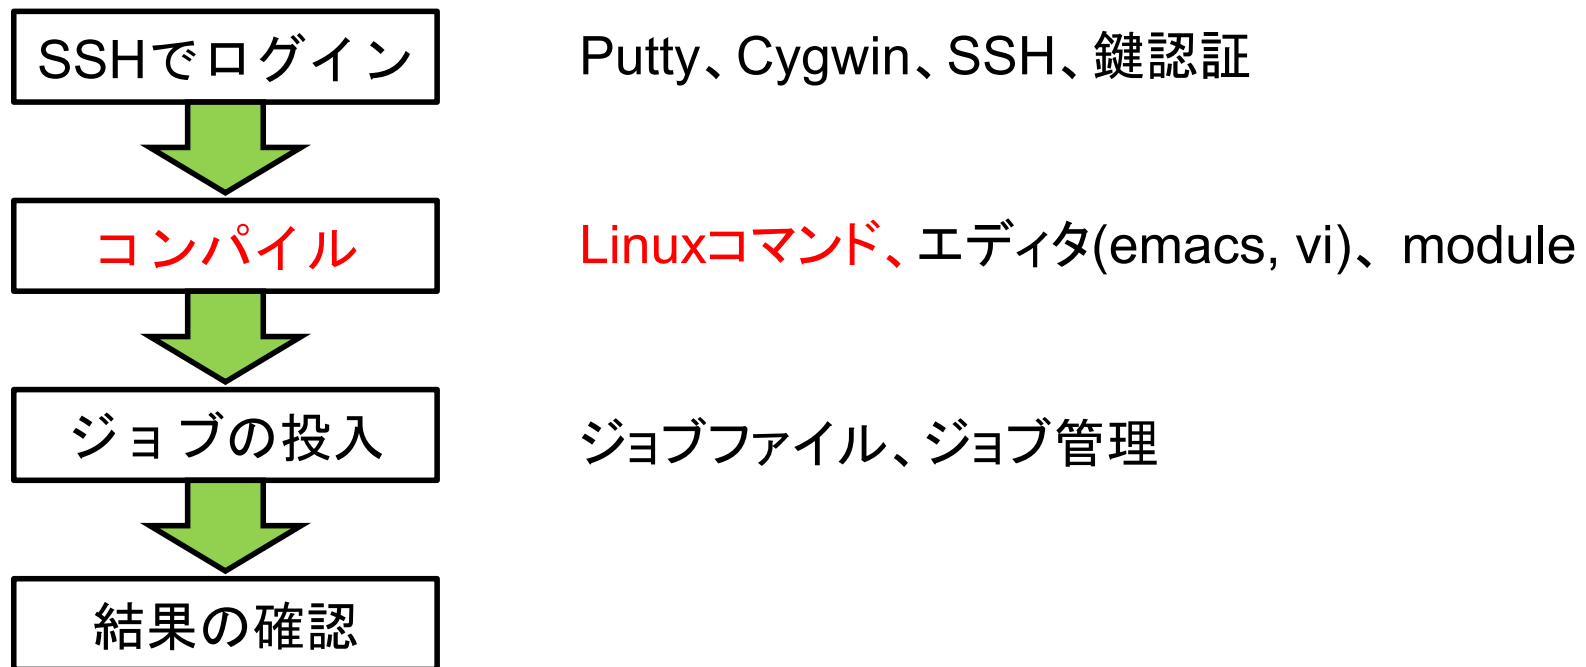 SSHでログイン
Putty、Cygwin、SSH、鍵認証
コンパイル
Linuxコマンド、エディタ(emacs, vi)、module
ジョブの投入
ジョブファイル、ジョブ管理
結果の確認